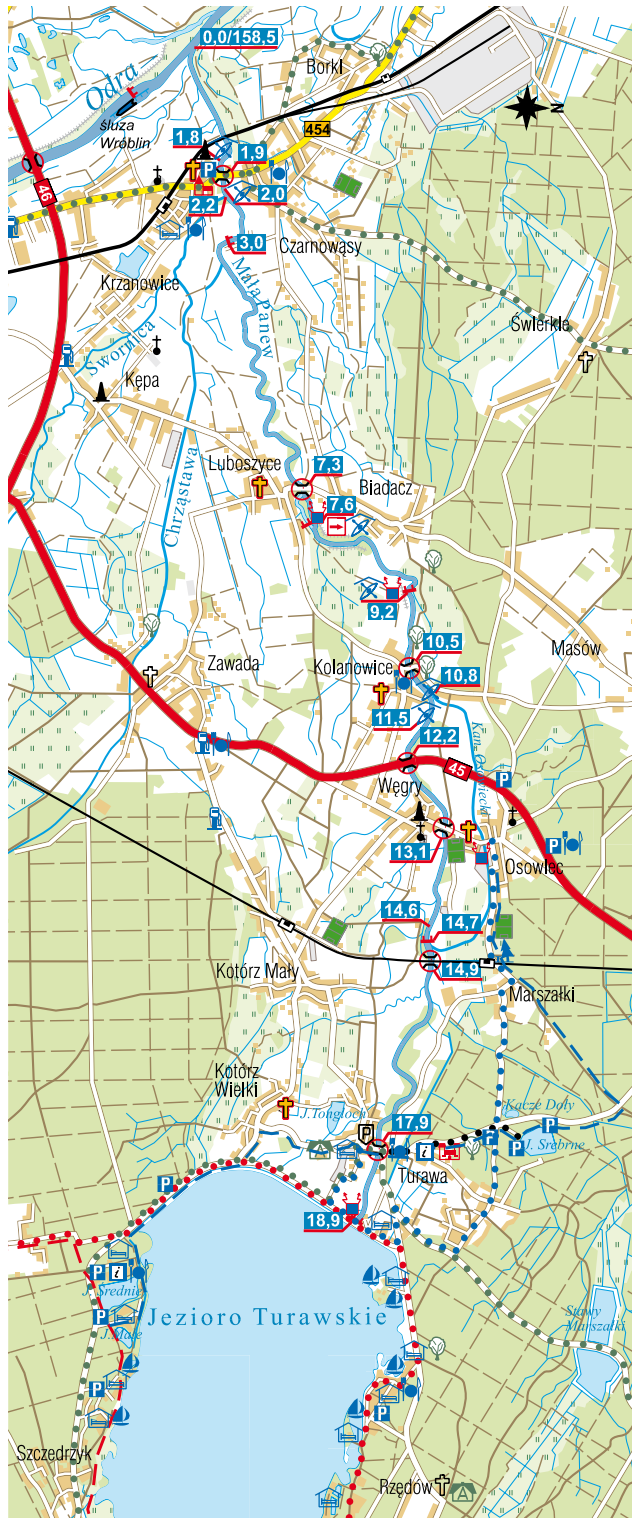 0,0/158,5
Borki
Odra
śluza
Wróblin
N
454
1,8
1,9
P
46
2,2
2,0
3,0
Czarnowąsy
Krzanowice
Mała Panew
Świerkle
Swornica
Kępa
Luboszyce
7,3
Biadacz
7,6
Chrząstawa
9,2
10,5
Masów
Zawada
Kolanowice
10,8
11,5
12,2
Kan. Osowiecki
45
P
Węgry
P
13,1
Osowiec
14,6
14,7
14,9
Kotórz Mały
Marszałki
Kotórz
Wielki
J. Tongloch
Kacze Doły
17,9
P
P
P
P
J. Srebrne
i
Turawa
P
18,9
P
i
J. Średnie
Jezioro Turawskie
Stawy
Marszałki
P
J. Małe
P
P
Szczedrzyk
Rzędów